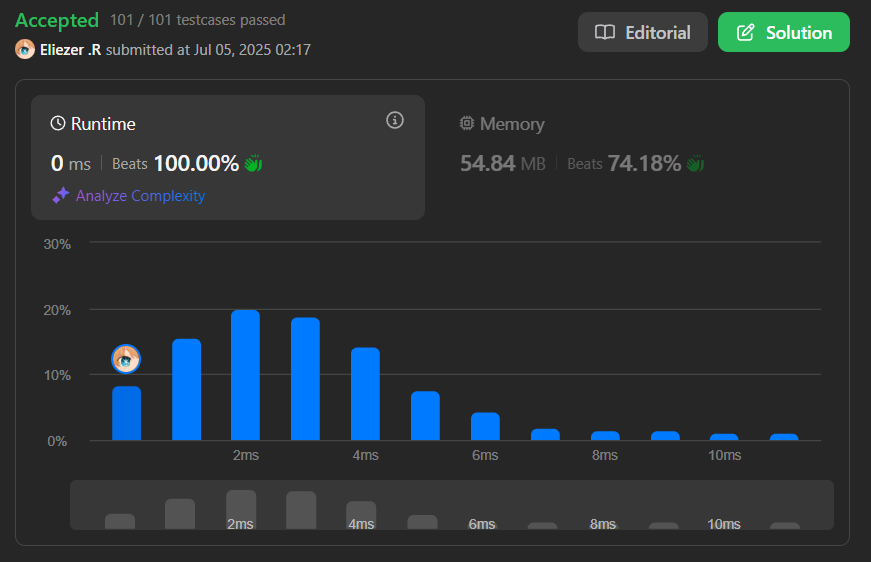 Accepted 101 / 101 testcases passed
Eliezer .R submitted at Jul 05, 2025 02:17
Editorial
Solution
Runtime
0 ms Beats 100.00%
Analyze Complexity
Memory
54.84 MB Beats 74.18%
30%
20%
10%
0%
2ms 4ms 6ms 8ms 10ms
2ms 4ms 6ms 8ms 10ms